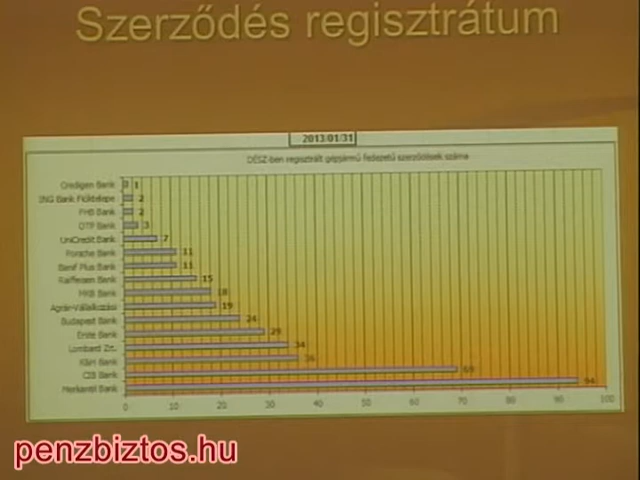 Szerződés regisztrátum
2013/01/31
DÉSZ-ben regisztrált gépjármű fedezetű szerződések száma
Credigen Bank 1
ING Bank Fióktelepe 2
FHB Bank 2
OTP Bank 3
UniCredit Bank 7
Porsche Bank 11
Banif Plus Bank 11
Raiffeisen Bank 15
MKB Bank 18
Agrár-Vállalkozási 19
Budapest Bank 24
Erste Bank 29
Lombard Zrt. 34
K&H Bank 36
CIB Bank 69
Merkantil Bank 94
0 10 20 30 40 50 60 70 80 90 100
penzbiztos.hu